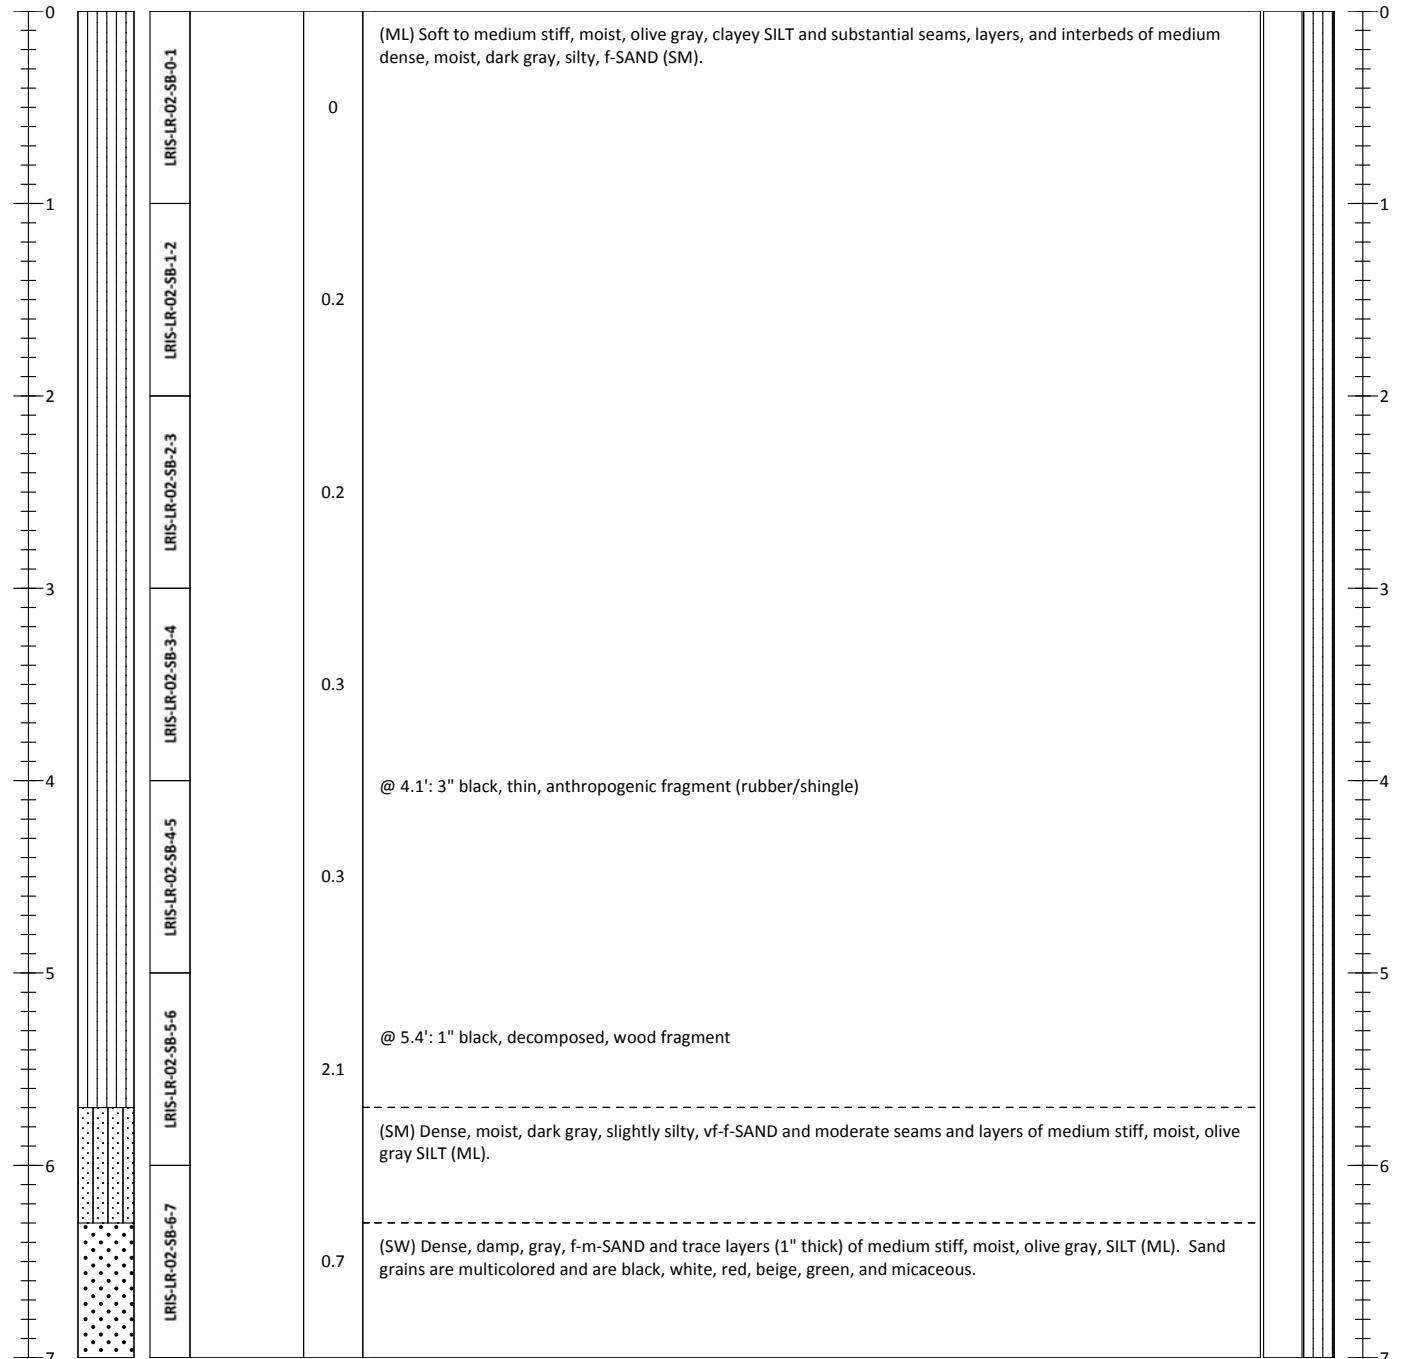 0
0
(ML) Soft to medium stiff, moist, olive gray, clayey SILT and substantial seams, layers, and interbeds of medium
dense, moist, dark gray, silty, f-SAND (SM).
LRIS-LR-02-SB-0-1
0
1
1
LRIS-LR-02-SB-1-2
0.2
2
2
LRIS-LR-02-SB-2-3
0.2
3
3
LRIS-LR-02-SB-3-4
0.3
4
4
@ 4.1': 3" black, thin, anthropogenic fragment (rubber/shingle)
LRIS-LR-02-SB-4-5
0.3
5
5
@ 5.4': 1" black, decomposed, wood fragment
LRIS-LR-02-SB-5-6
2.1
(SM) Dense, moist, dark gray, slightly silty, vf-f-SAND and moderate seams and layers of medium stiff, moist, olive
gray SILT (ML).
6
6
LRIS-LR-02-SB-6-7
0.7
(SW) Dense, damp, gray, f-m-SAND and trace layers (1" thick) of medium stiff, moist, olive gray, SILT (ML).  Sand
grains are multicolored and are black, white, red, beige, green, and micaceous.
7
7